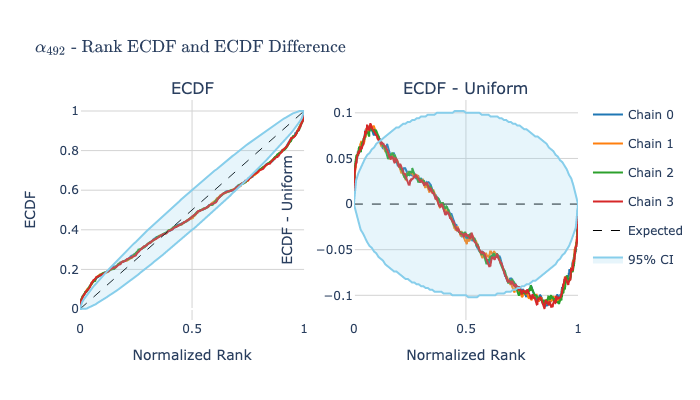 α₄₉₂ - Rank ECDF and ECDF Difference
ECDF
ECDF - Uniform
ECDF
1
0.8
0.6
0.4
0.2
0
0
0.5
1
Normalized Rank
ECDF - Uniform
0.1
0.05
0
−0.05
−0.1
0
0.5
1
Normalized Rank
Chain 0
Chain 1
Chain 2
Chain 3
Expected
95% CI